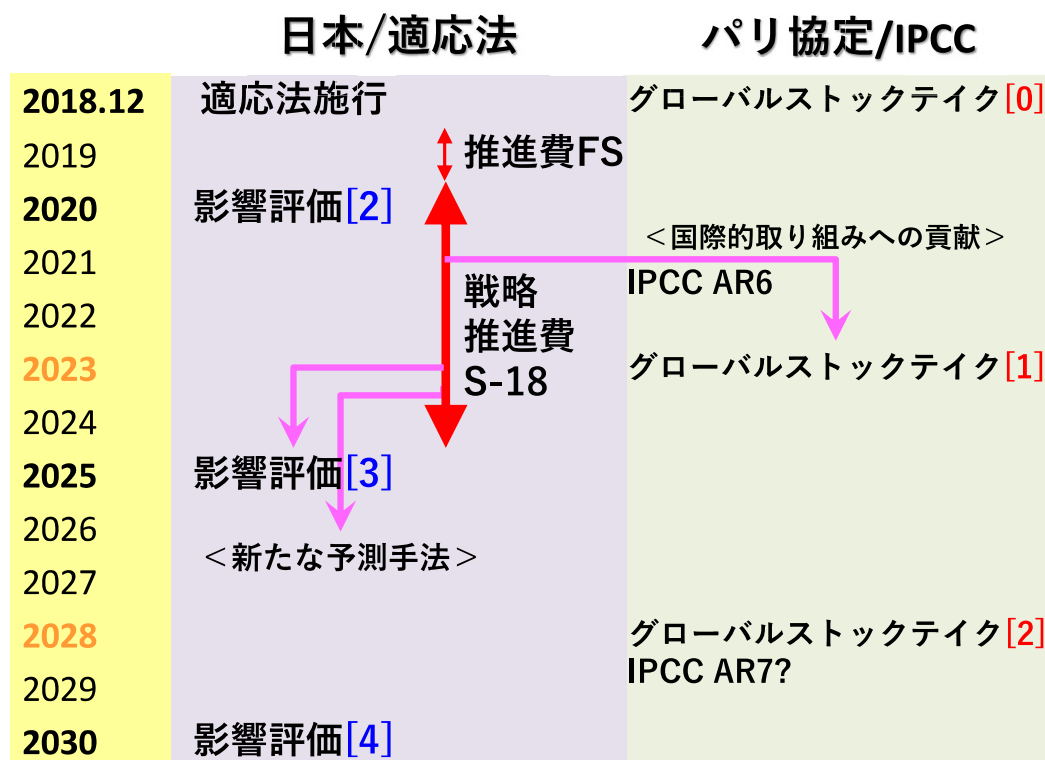 日本/適応法 パリ協定/IPCC
2018.12 適応法施行 グローバルストックテイク[0]
2019 推進費FS
2020 影響評価[2]
＜国際的取り組みへの貢献＞
2021
IPCC AR6
戦略
2022
推進費
2023 グローバルストックテイク[1]
S-18
2024
2025 影響評価[3]
2026
＜新たな予測手法＞
2027
2028 グローバルストックテイク[2]
IPCC AR7?
2029
2030 影響評価[4]